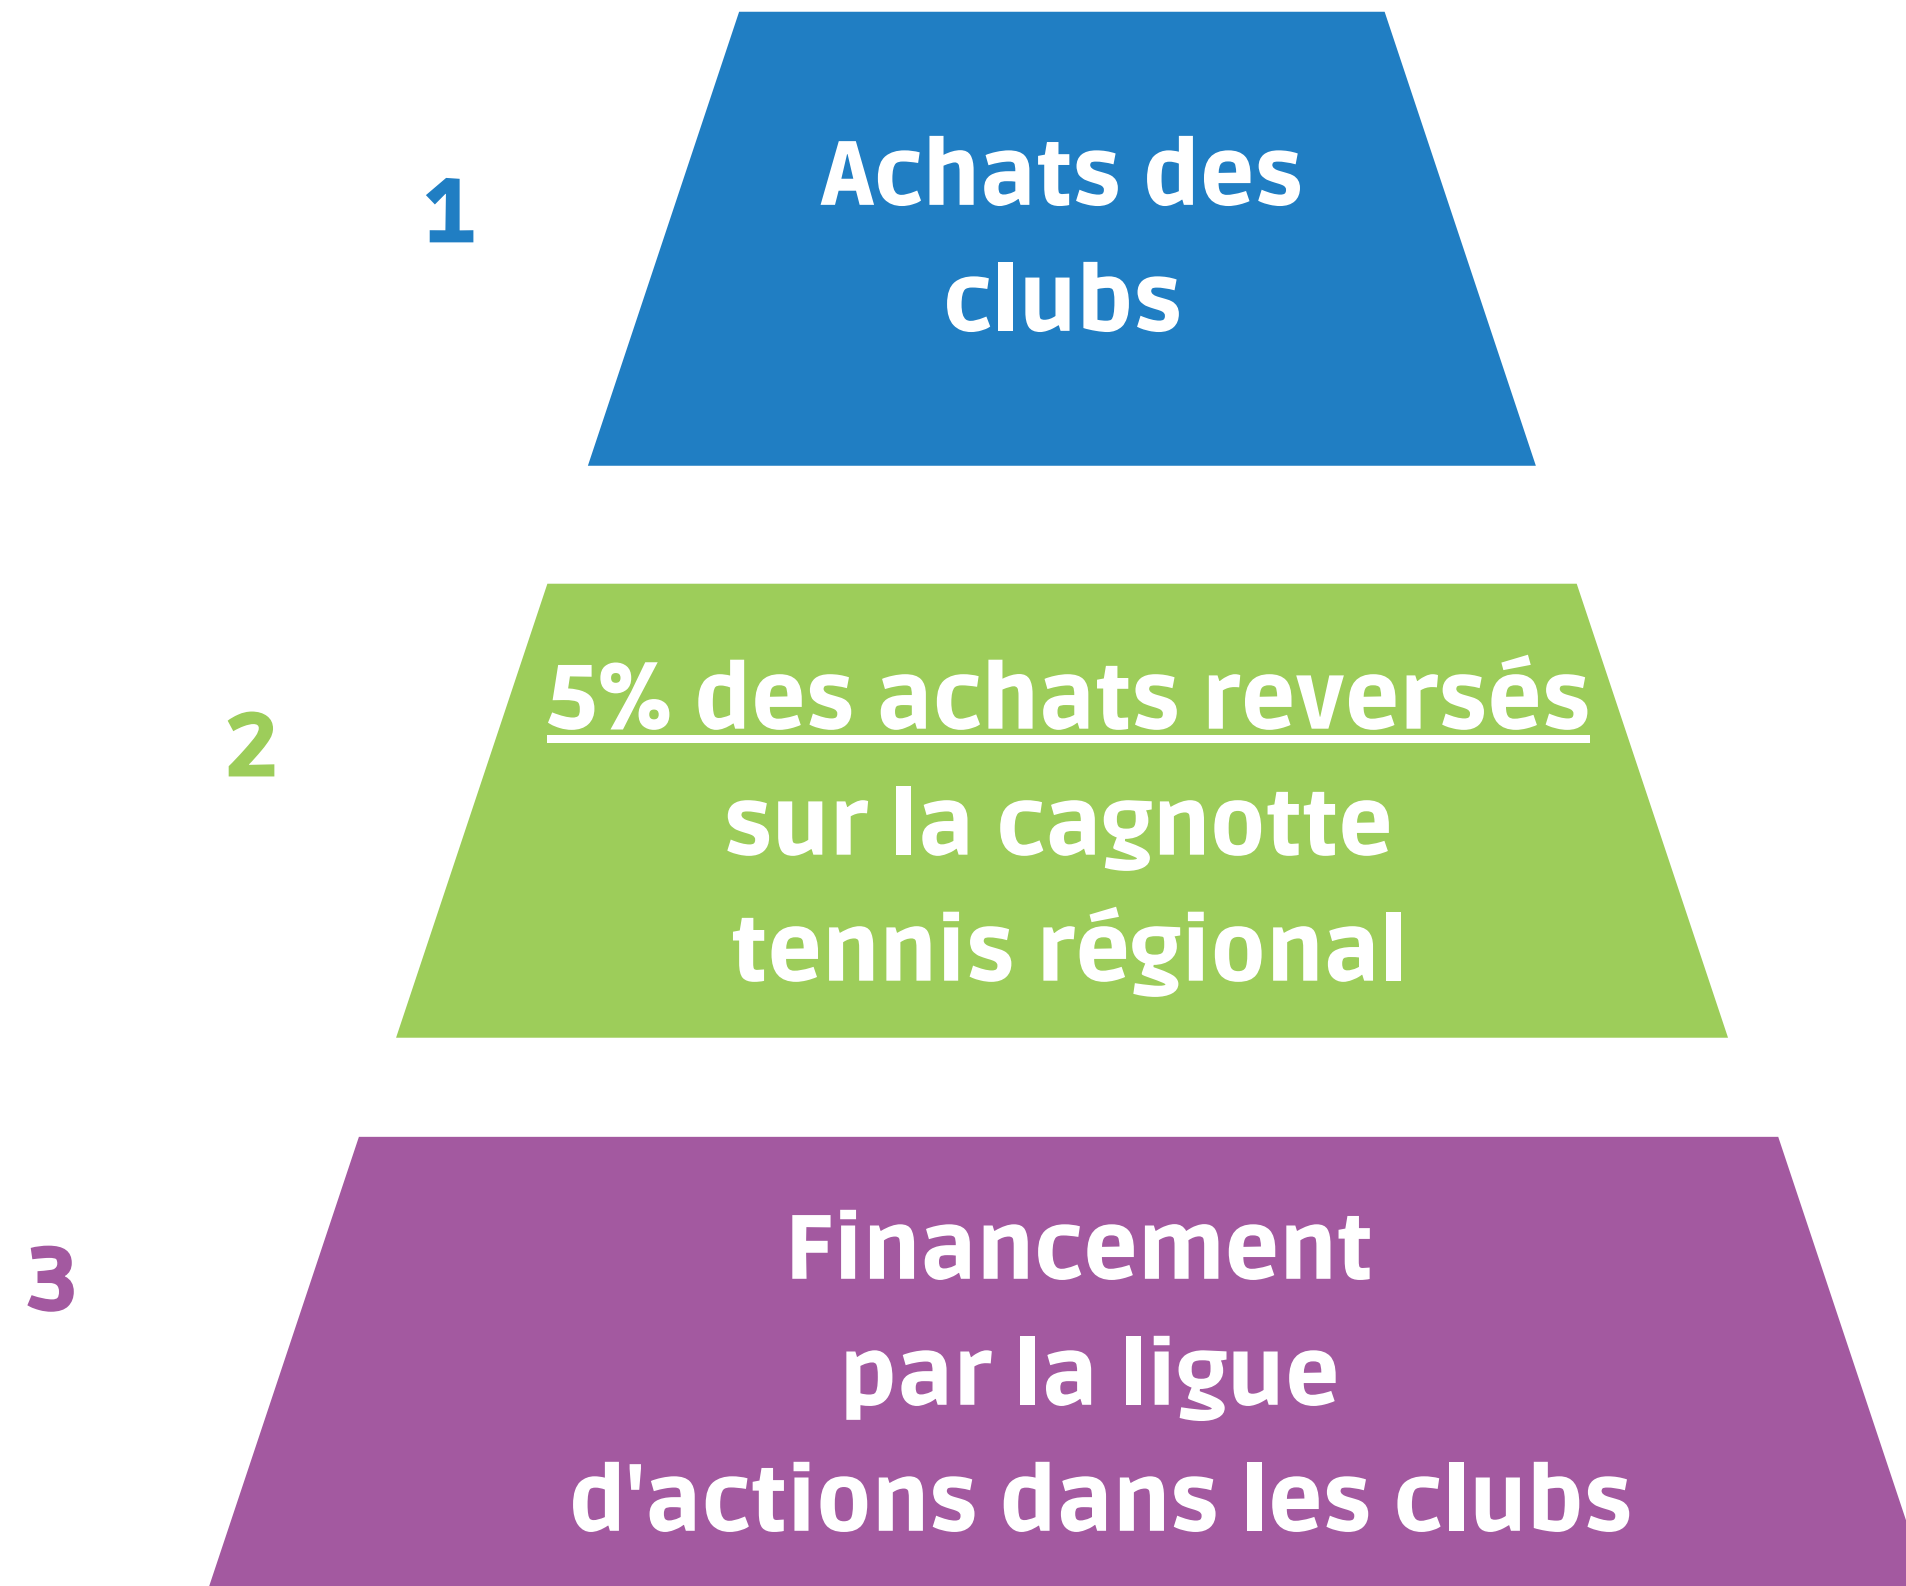 1
Achats des
clubs
2
5% des achats reversés
sur la cagnotte
tennis régional
3
Financement
par la ligue
d'actions dans les clubs